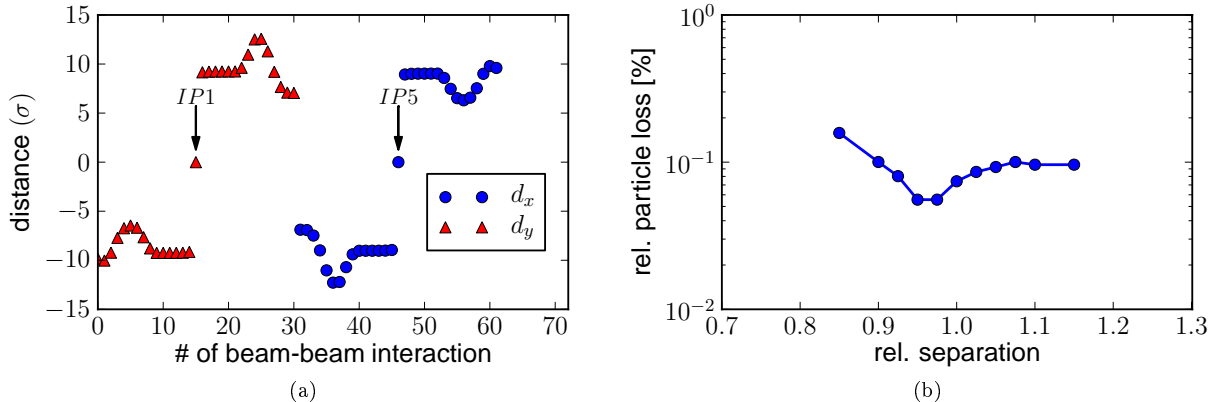 15
10
5
0
−5
−10
−15
distance (σ)
IP1
IP5
d_x
d_y
0 10 20 30 40 50 60 70
# of beam-beam interaction
(a)
10^0
10^{-1}
10^{-2}
rel. particle loss [%]
0.7 0.8 0.9 1.0 1.1 1.2 1.3
rel. separation
(b)